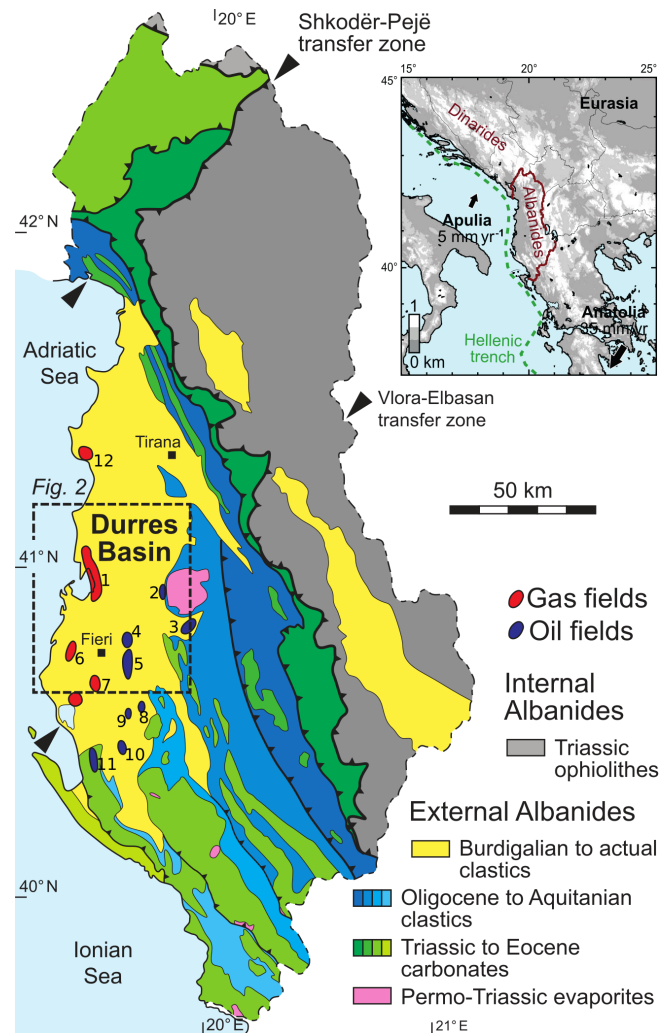 20°E
Shkodër-Pejë
transfer zone
15°
20°
25°
Eurasia
Dinarides
Albanides
Apulia
5 mm yr⁻¹
40°
Anatolia
35 mm/yr
1
0 km
Hellenic
trench
42°N
Adriatic
Sea
Vlora-Elbasan
transfer zone
Tirana
12
Fig. 2
50 km
Durres
Basin
41°N
1
2
3
4
Fieri
5
6
7
8
9
10
11
Gas fields
Oil fields
Internal
Albanides
Triassic
ophiolithes
External Albanides
Burdigalian to actual
clastics
Oligocene to Aquitanian
clastics
Triassic to Eocene
carbonates
Permo-Triassic evaporites
40°N
Ionian
Sea
20°E
21°E